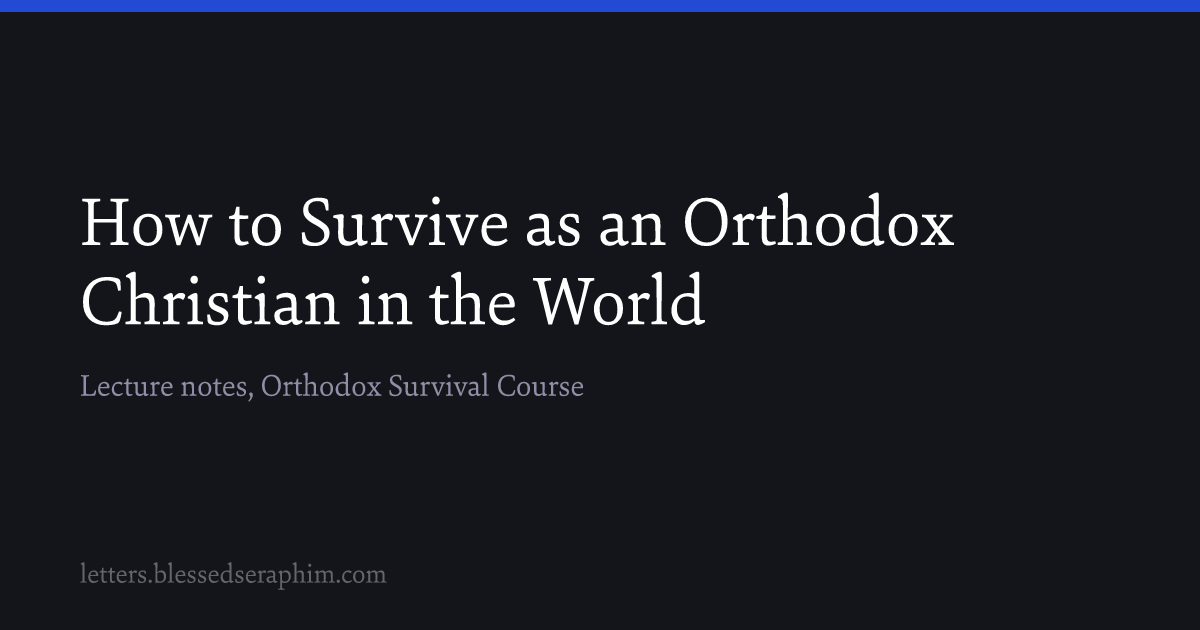 How to Survive as an Orthodox
Christian in the World
Lecture notes, Orthodox Survival Course
letters.blessedseraphim.com